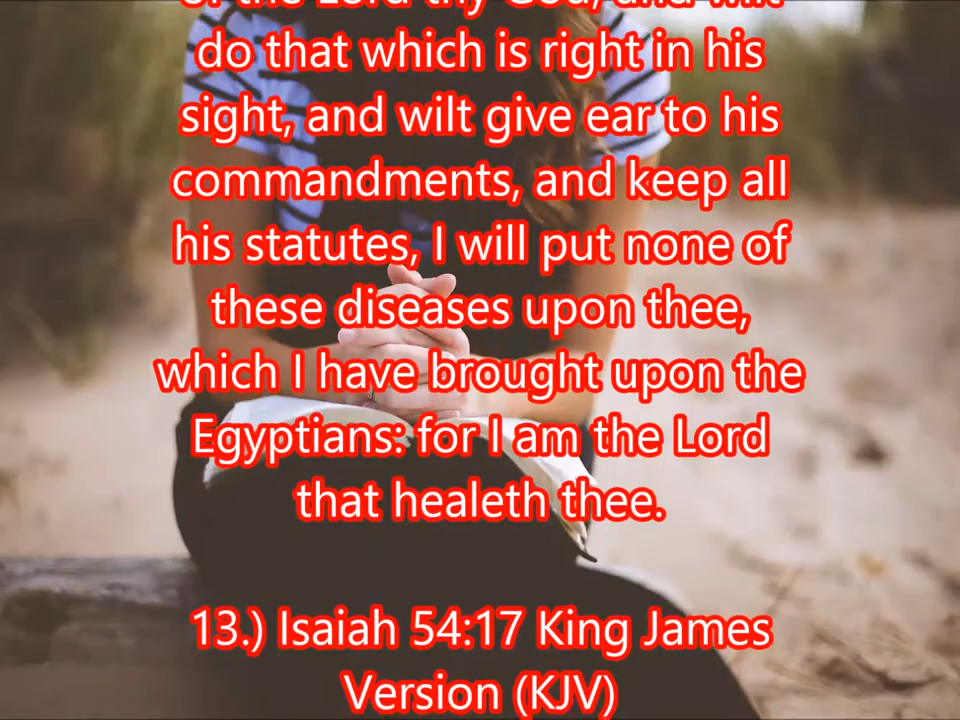 of the Lord thy God, and wilt
do that which is right in his
sight, and wilt give ear to his
commandments, and keep all
his statutes, I will put none of
these diseases upon thee,
which I have brought upon the
Egyptians: for I am the Lord
that healeth thee.
13.) Isaiah 54:17 King James
Version (KJV)